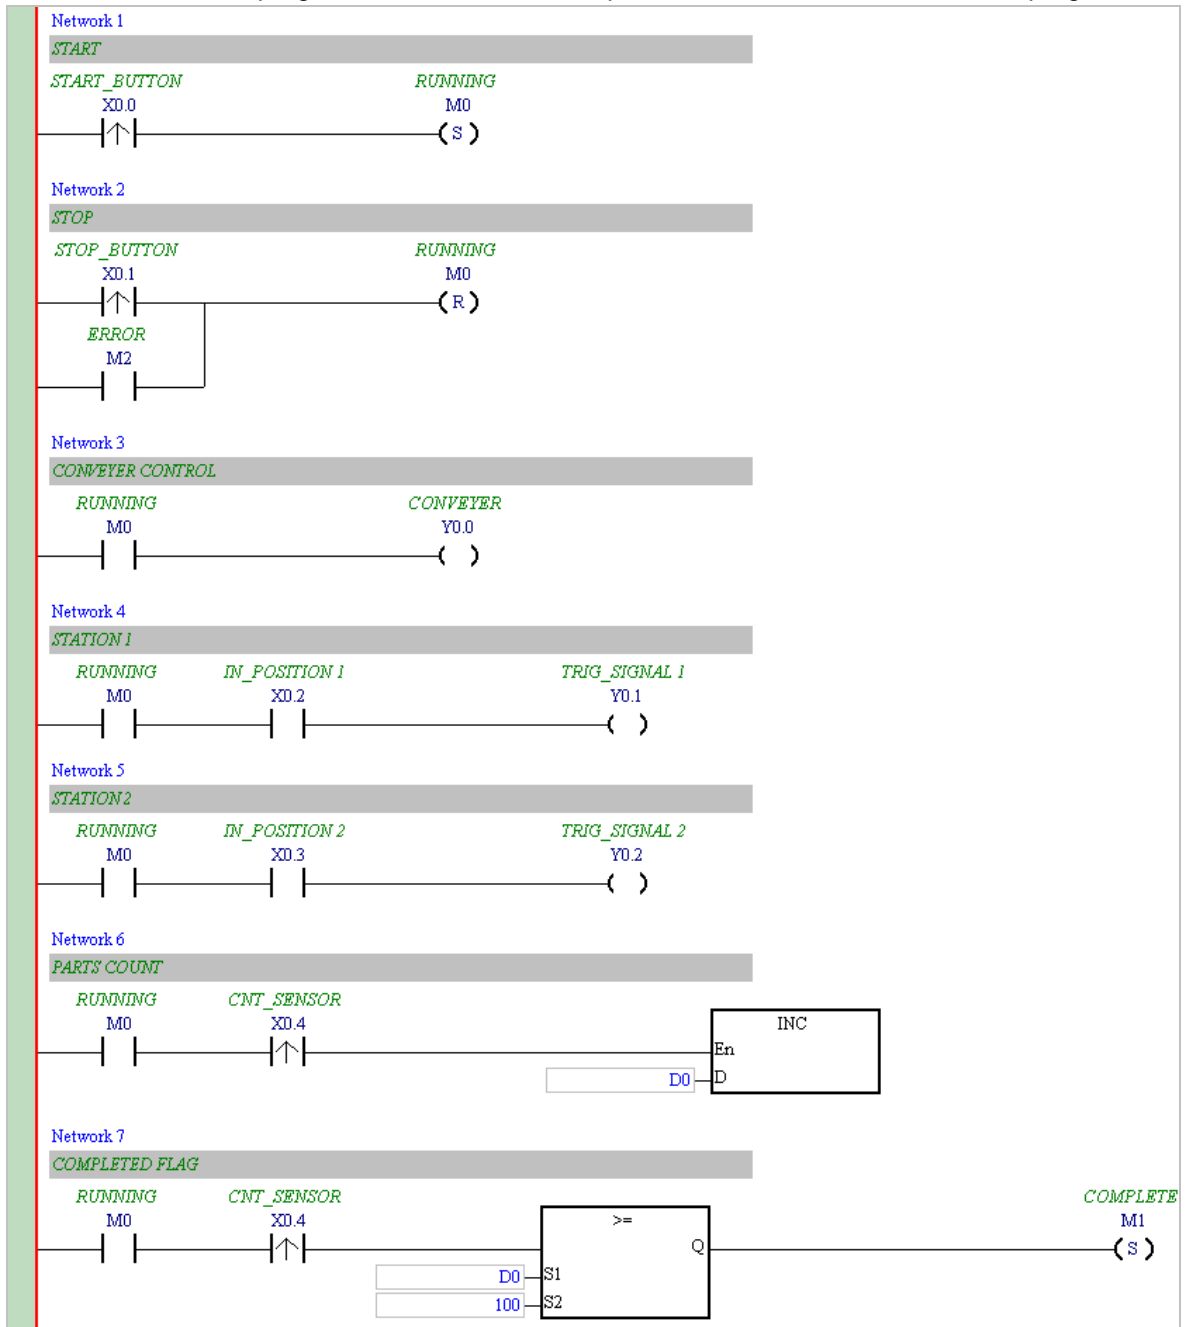 Network 1
START
START_BUTTON RUNNING
X0.0 M0
S
Network 2
STOP
STOP_BUTTON RUNNING
X0.1 M0
R
ERROR
M2
Network 3
CONVEYER CONTROL
RUNNING CONVEYER
M0 Y0.0
Network 4
STATION 1
RUNNING IN_POSITION 1 TRIG_SIGNAL 1
M0 X0.2 Y0.1
Network 5
STATION 2
RUNNING IN_POSITION 2 TRIG_SIGNAL 2
M0 X0.3 Y0.2
Network 6
PARTS COUNT
RUNNING CNT_SENSOR
M0 X0.4 INC
En
D0 D
Network 7
COMPLETED FLAG
RUNNING CNT_SENSOR COMPLETE
M0 X0.4 >= M1
Q S
D0 S1
100 S2